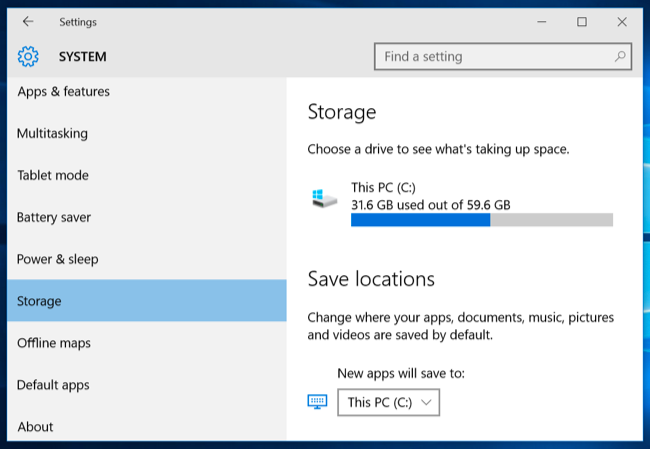 Settings
SYSTEM
Find a setting
Apps & features
Multitasking
Tablet mode
Battery saver
Power & sleep
Storage
Offline maps
Default apps
About
Storage
Choose a drive to see what's taking up space.
This PC (C:)
31.6 GB used out of 59.6 GB
Save locations
Change where your apps, documents, music, pictures
and videos are saved by default.
New apps will save to:
This PC (C:)